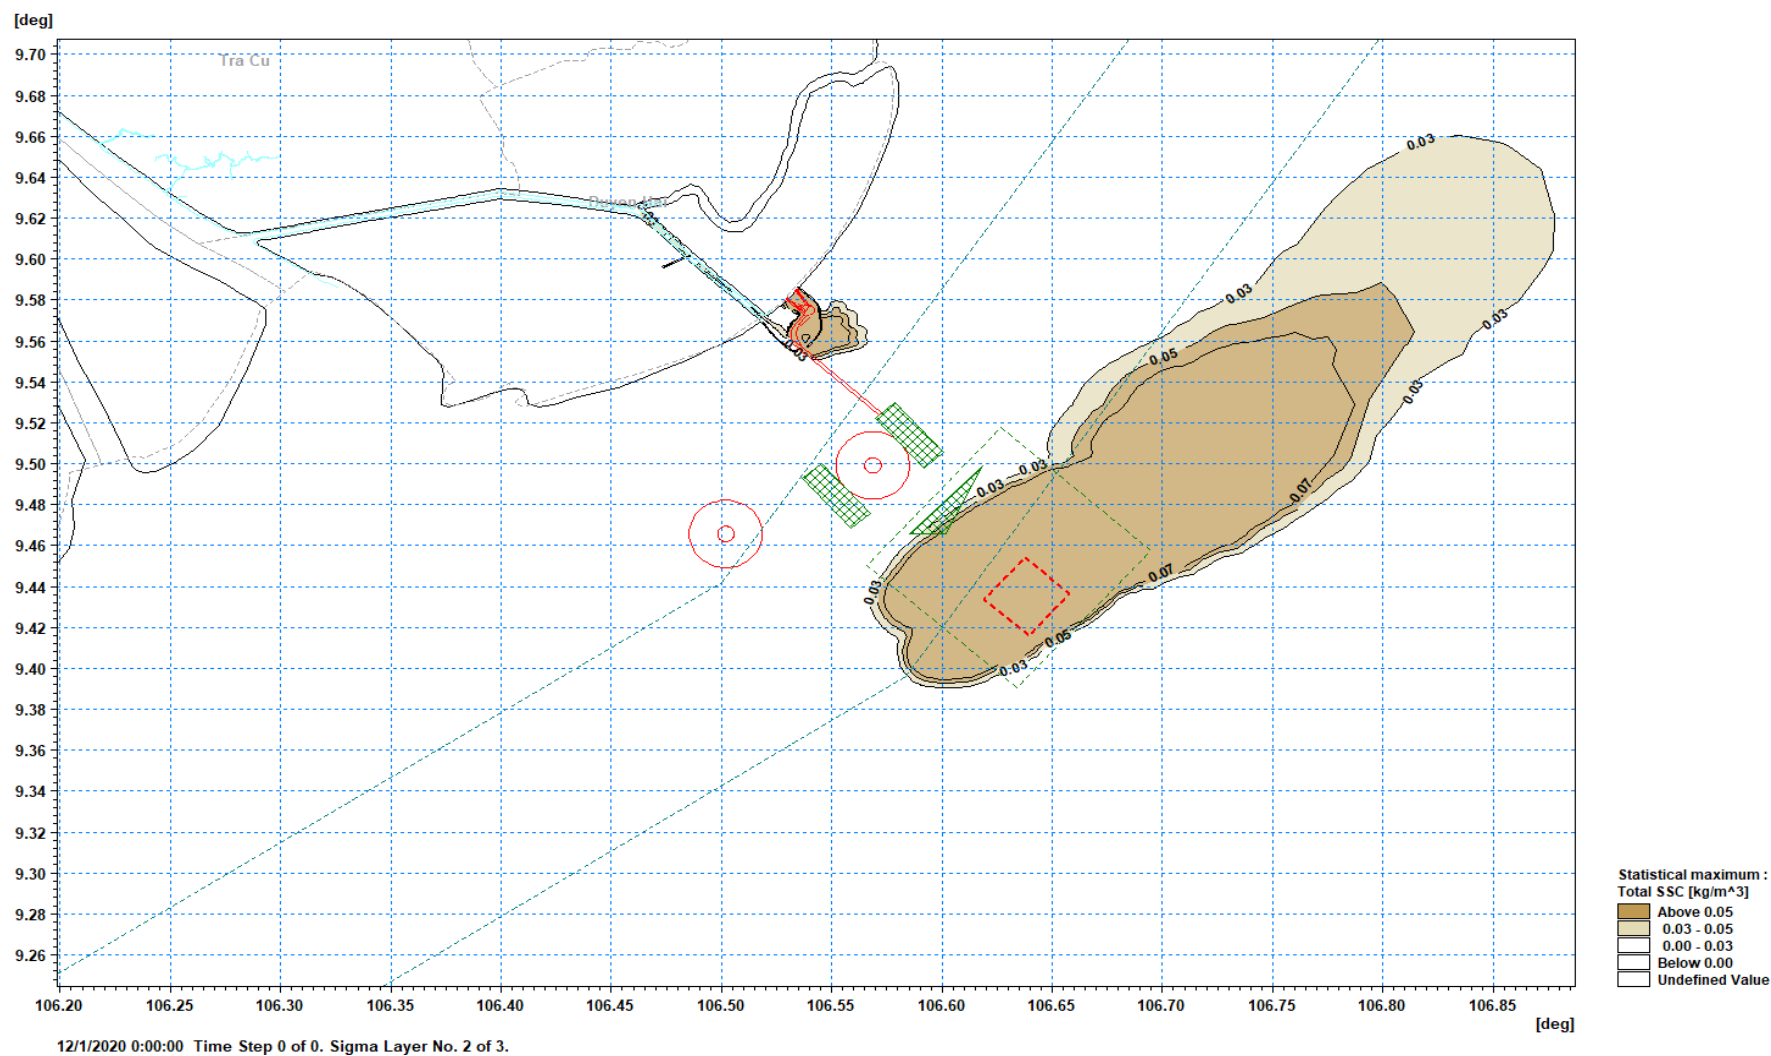 [deg]
9.70
9.68
9.66
9.64
9.62
9.60
9.58
9.56
9.54
9.52
9.50
9.48
9.46
9.44
9.42
9.40
9.38
9.36
9.34
9.32
9.30
9.28
9.26
Tra Cu
Duyen Hai
0.03
0.03
0.03
0.03
0.05
0.03
0.03
0.03
0.07
0.03
0.07
0.05
0.03
0.03
106.20 106.25 106.30 106.35 106.40 106.45 106.50 106.55 106.60 106.65 106.70 106.75 106.80 106.85
[deg]
Statistical maximum :
Total SSC [kg/m^3]
Above 0.05
0.03 - 0.05
0.00 - 0.03
Below 0.00
Undefined Value
12/1/2020 0:00:00 Time Step 0 of 0. Sigma Layer No. 2 of 3.